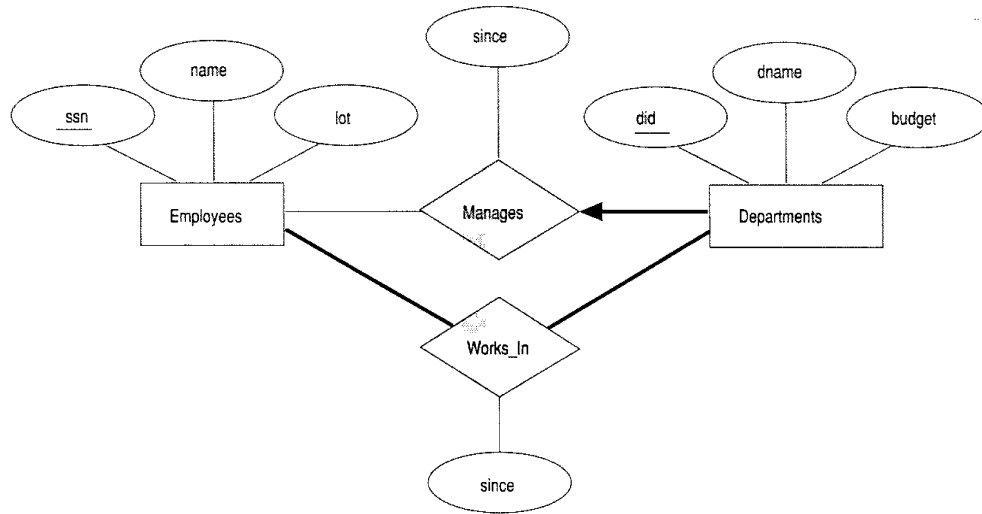 since
name
dname
ssn
lot
did
budget
Employees
Manages
Departments
Works_In
since